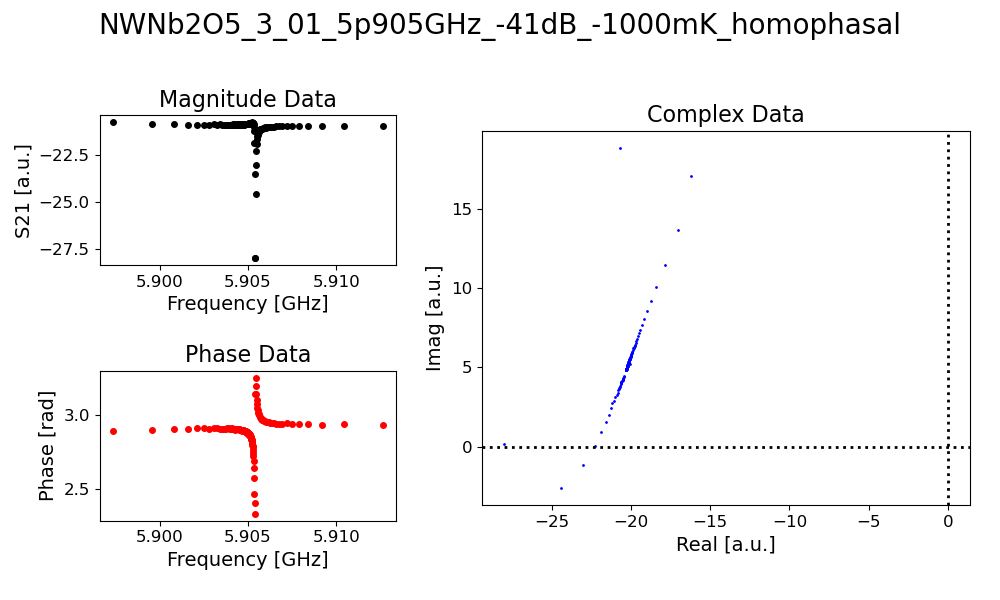 NWNb2O5_3_01_5p905GHz_-41dB_-1000mK_homophasal
Magnitude Data
S21 [a.u.]
−22.5
−25.0
−27.5
5.900 5.905 5.910
Frequency [GHz]
Phase Data
Phase [rad]
3.0
2.5
5.900 5.905 5.910
Frequency [GHz]
Complex Data
Imag [a.u.]
15
10
5
0
−25 −20 −15 −10 −5 0
Real [a.u.]